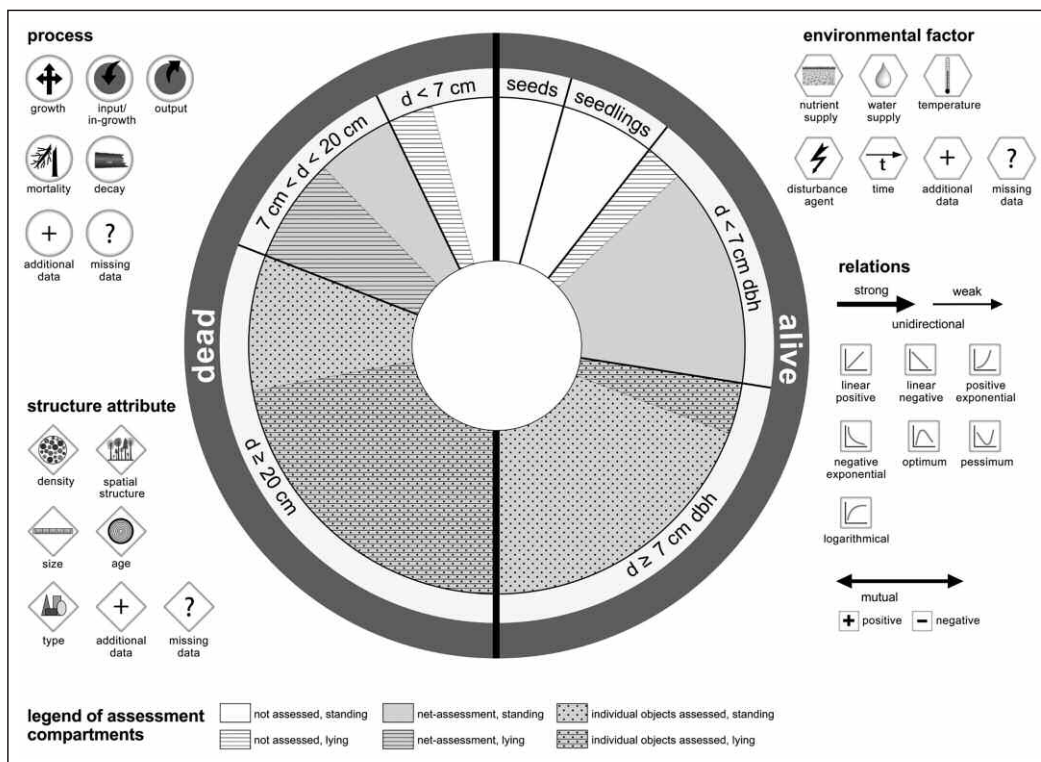 process
growth
input/
in-growth
output
mortality
decay
+
additional
data
?
missing
data
structure attribute
density
spatial
structure
size
age
type
+
additional
data
?
missing
data
dead
alive
d < 7 cm
7 cm < d < 20 cm
d ≥ 20 cm
seeds
seedlings
d < 7 cm dbh
d ≥ 7 cm dbh
environmental factor
nutrient
supply
water
supply
temperature
disturbance
agent
t
time
+
additional
data
?
missing
data
relations
strong
weak
unidirectional
linear
positive
linear
negative
positive
exponential
negative
exponential
optimum
pessimum
logarithmical
mutual
+ positive
- negative
legend of assessment
compartments
not assessed, standing
net-assessment, standing
individual objects assessed, standing
not assessed, lying
net-assessment, lying
individual objects assessed, lying